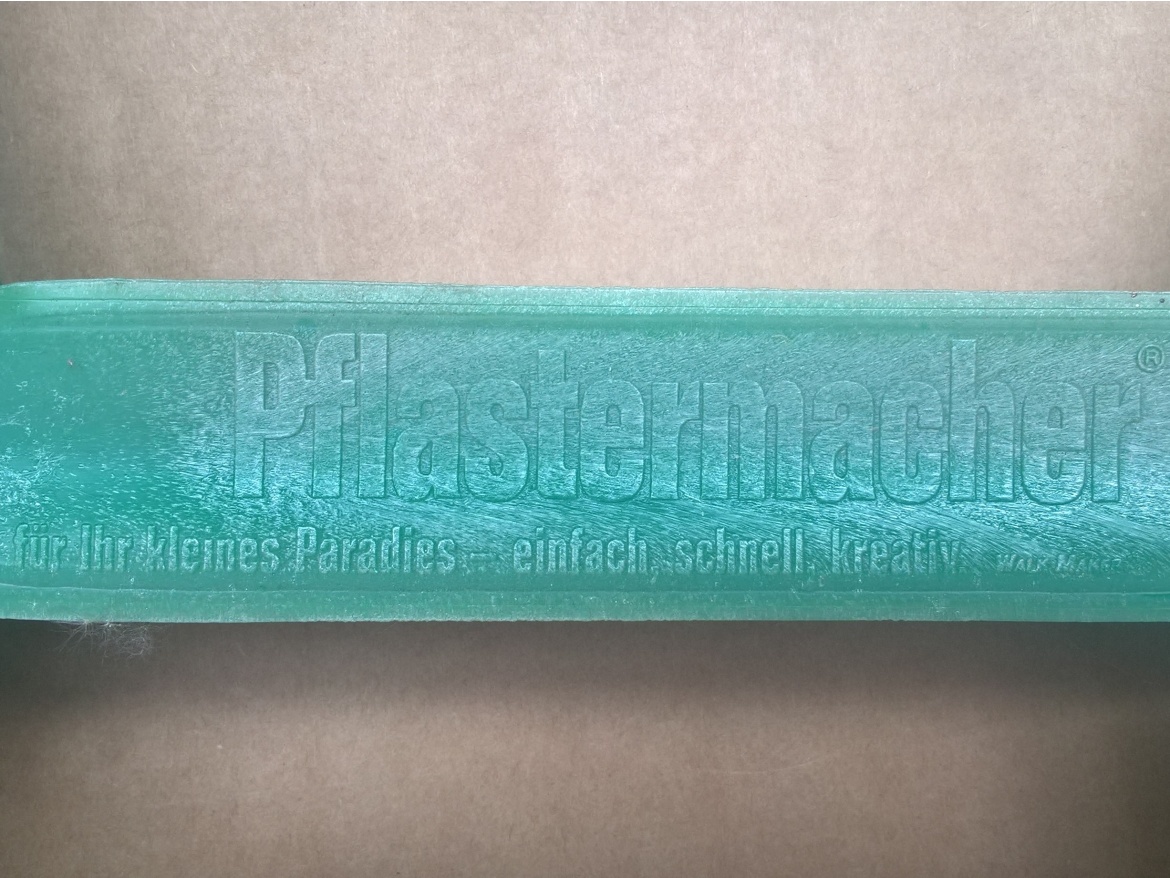 Pflastermacher®
für Ihr kleines Paradies – einfach, schnell, kreativ.